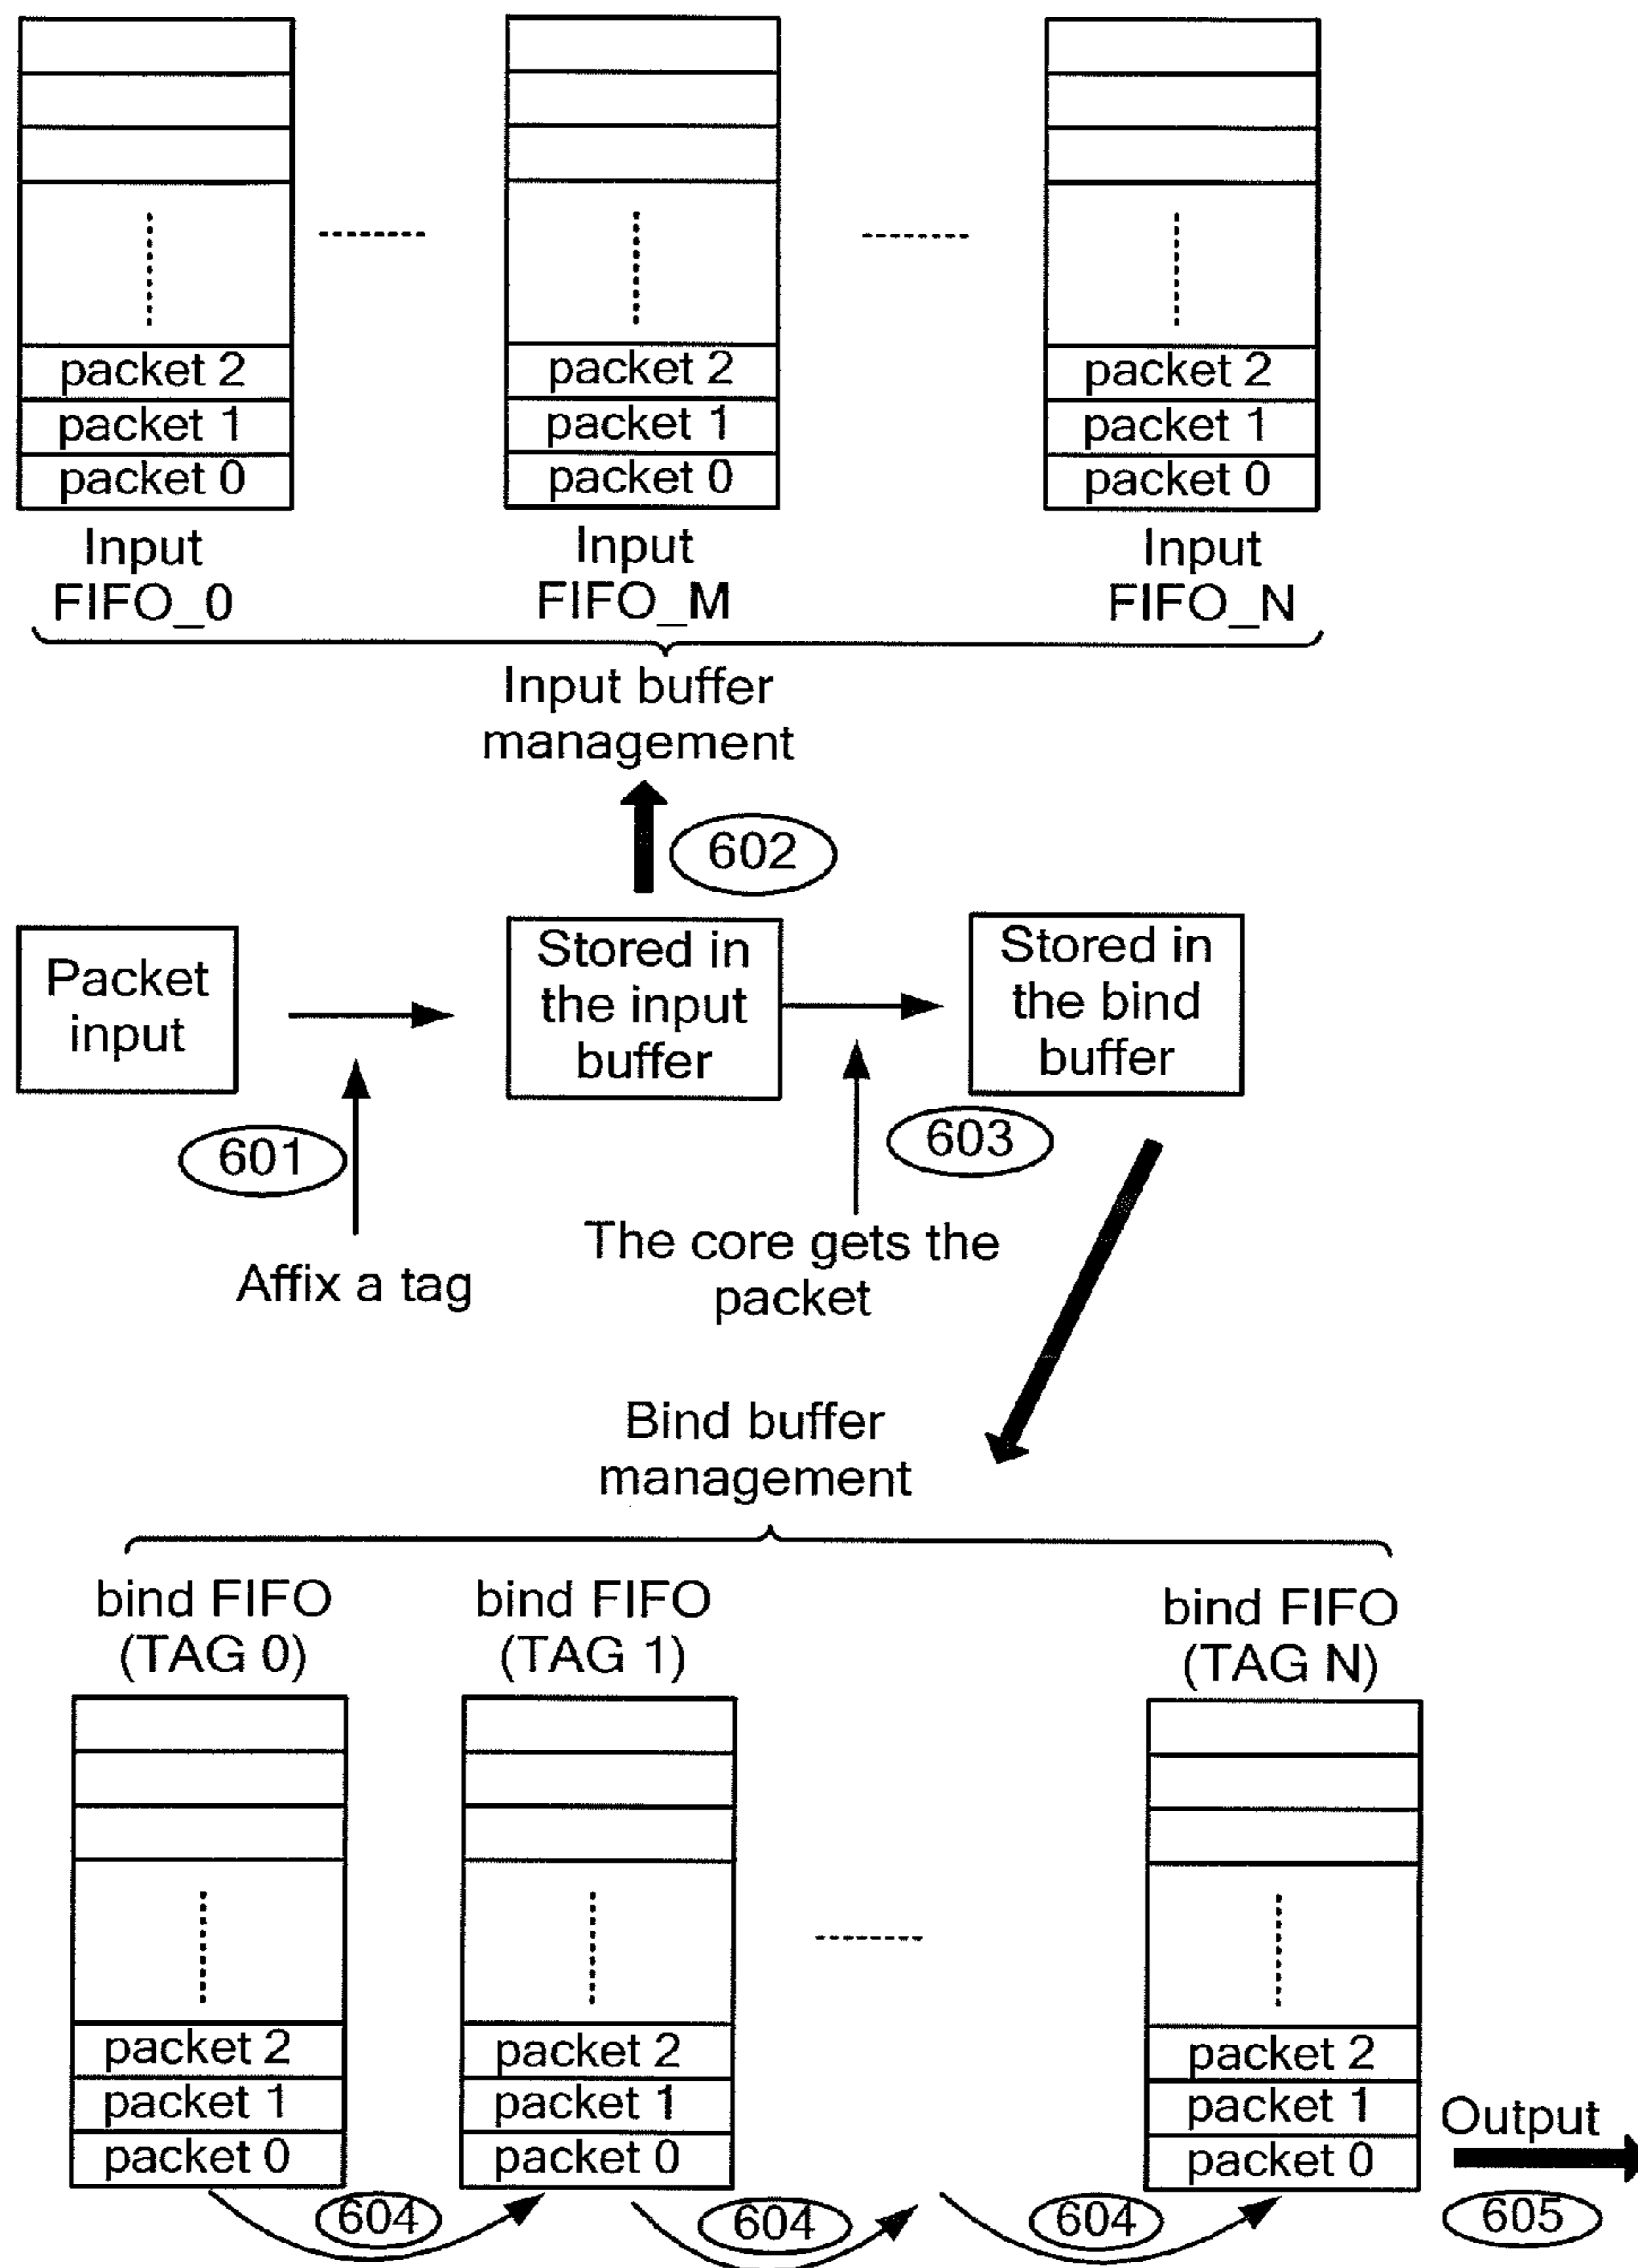 packet 2
packet 1
packet 0
Input
FIFO_0
packet 2
packet 1
packet 0
Input
FIFO_M
packet 2
packet 1
packet 0
Input
FIFO_N
Input buffer
management
602
Packet
input
Stored in
the input
buffer
Stored in
the bind
buffer
601
603
Affix a tag
The core gets the
packet
Bind buffer
management
bind FIFO
(TAG 0)
bind FIFO
(TAG 1)
bind FIFO
(TAG N)
packet 2
packet 1
packet 0
packet 2
packet 1
packet 0
packet 2
packet 1
packet 0
Output
604
604
604
605